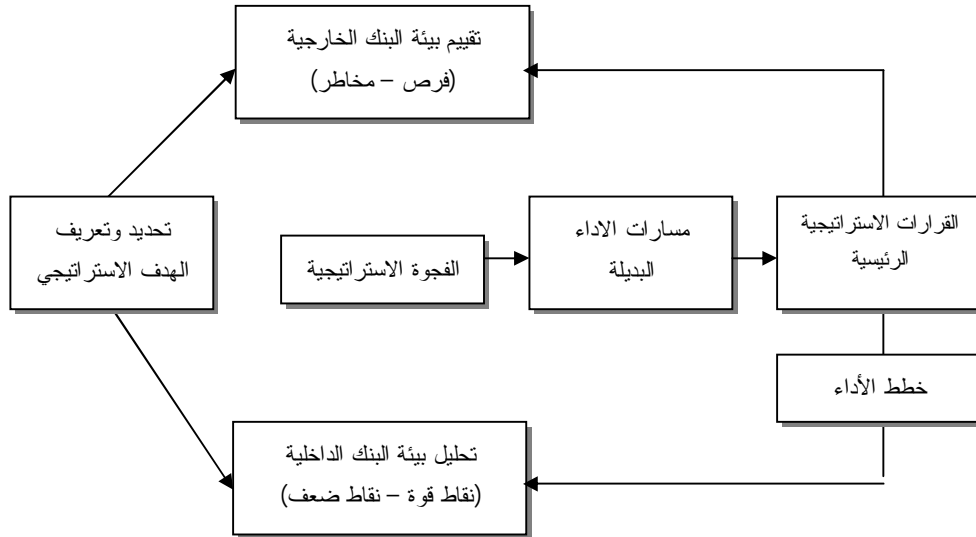 تقييم بيئة البنك الخارجية
(فرص – مخاطر)
القرارات الاستراتيجية
الرئيسية
مسارات الاداء
البديلة
الفجوة الاستراتيجية
تحديد وتعريف
الهدف الاستراتيجي
خطط الأداء
تحليل بيئة البنك الداخلية
(نقاط قوة – نقاط ضعف)